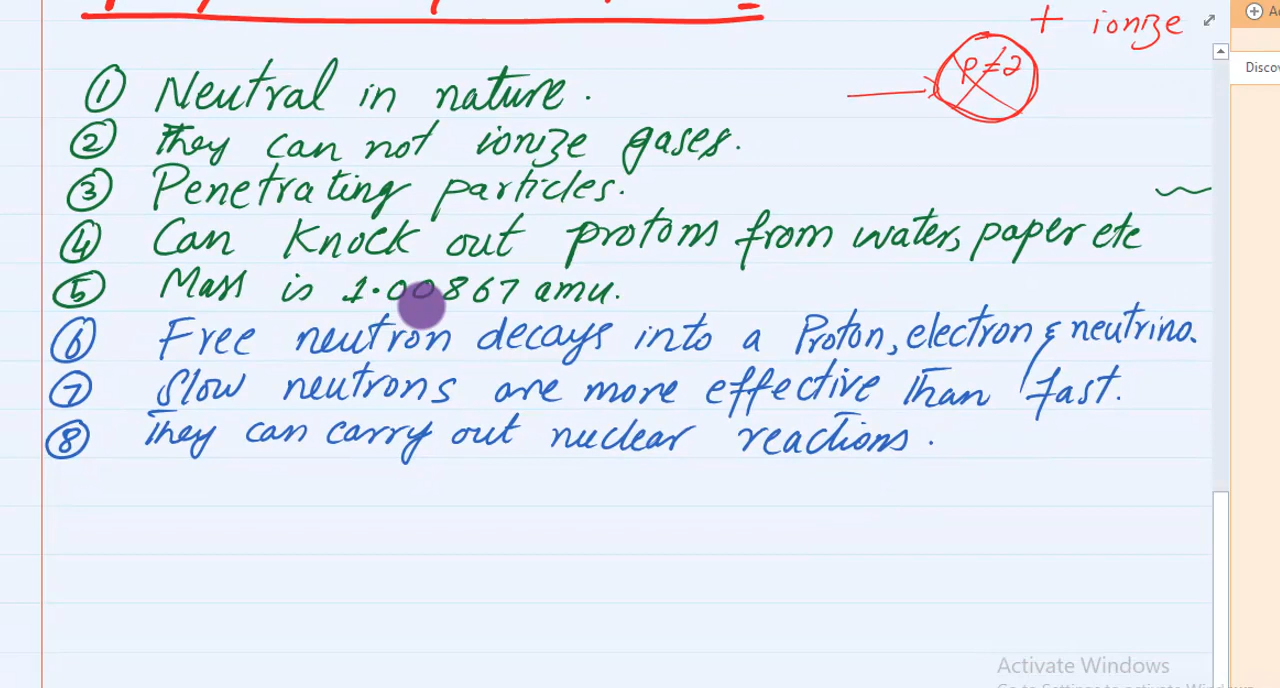 + ionize
P=2
① Neutral in nature.
② They can not ionize gases.
③ Penetrating particles.
④ Can Knock out protons from water, paper etc
⑤ Mass is 1.00867 amu.
⑥ Free neutron decays into a Proton, electron & neutrino.
⑦ Slow neutrons are more effective than fast.
⑧ They can carry out nuclear reactions.
Disco
Activate Windows